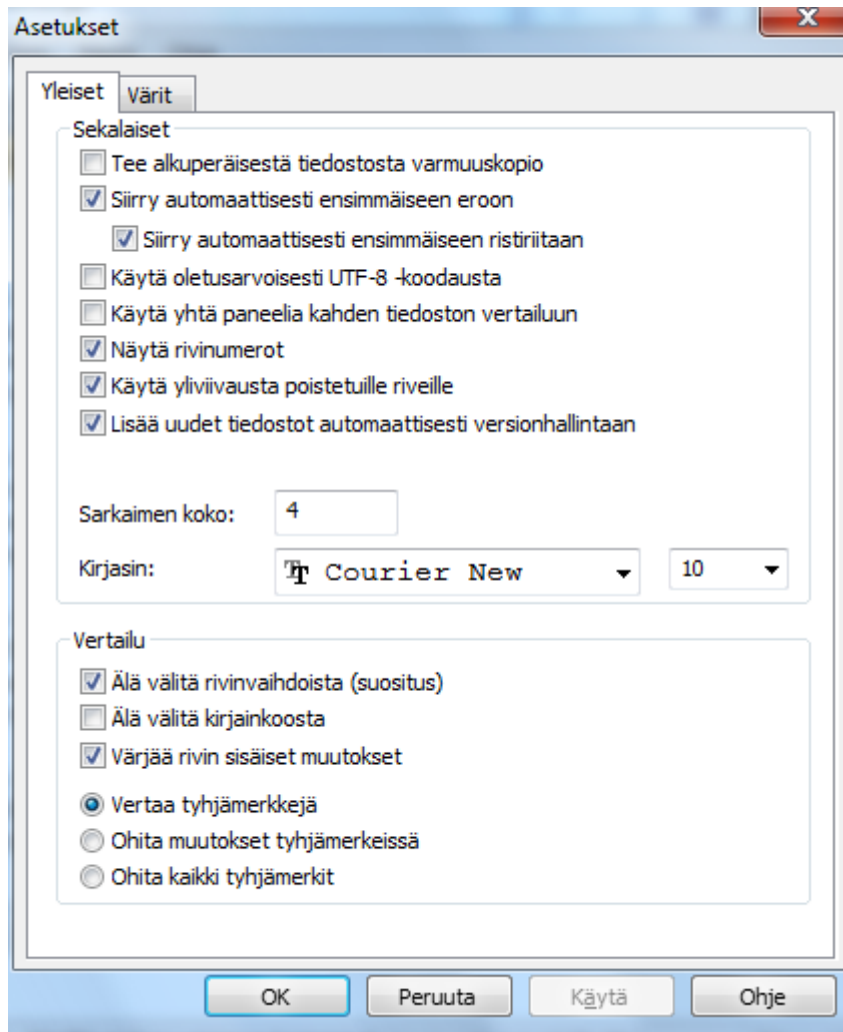 Asetukset
Yleiset
Värit
Sekalaiset
Tee alkuperäisestä tiedostosta varmuuskopio
Siirry automaattisesti ensimmäiseen eroon
Siirry automaattisesti ensimmäiseen ristiriitaan
Käytä oletusarvoisesti UTF-8 -koodausta
Käytä yhtä paneelia kahden tiedoston vertailuun
Näytä rivinumerot
Käytä yliviivausta poistetuille riveille
Lisää uudet tiedostot automaattisesti versionhallintaan
Sarkaimen koko: 4
Kirjasin: Courier New 10
Vertailu
Älä välitä rivinvaihdoista (suositus)
Älä välitä kirjainkoosta
Värjää rivin sisäiset muutokset
Vertaa tyhjämerkkejä
Ohita muutokset tyhjämerkeissä
Ohita kaikki tyhjämerkit
OK Peruuta Käytä Ohje